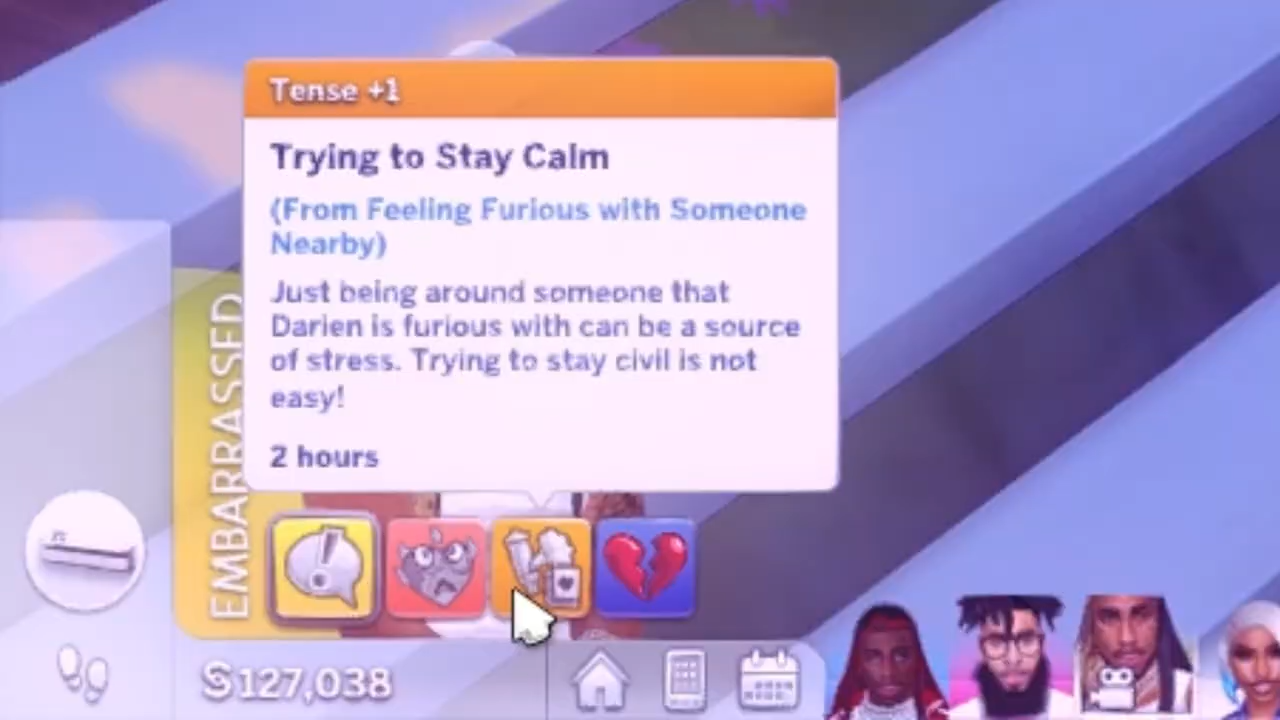 Tense +1
Trying to Stay Calm
(From Feeling Furious with Someone
Nearby)
Just being around someone that
Darien is furious with can be a source
of stress. Trying to stay civil is not
easy!
2 hours
EMBARRASSED
§127,038